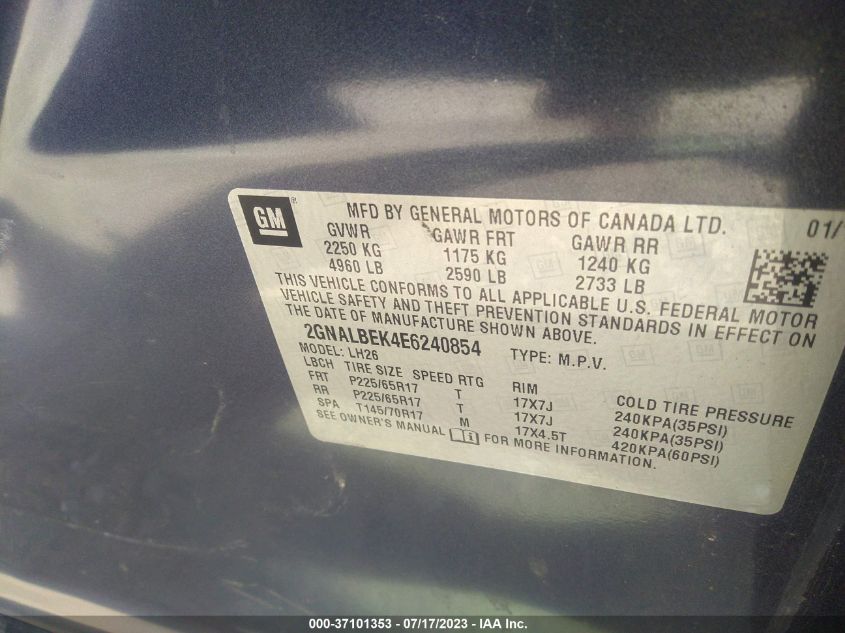 GM ®
MFD BY GENERAL MOTORS OF CANADA LTD. 01/
GVWR GAWR FRT GAWR RR
2250 KG 1175 KG 1240 KG
4960 LB 2590 LB 2733 LB
THIS VEHICLE CONFORMS TO ALL APPLICABLE U.S. FEDERAL MOTOR
VEHICLE SAFETY AND THEFT PREVENTION STANDARDS IN EFFECT ON
THE DATE OF MANUFACTURE SHOWN ABOVE.
2GNALBEK4E6240854 TYPE: M.P.V.
MODEL: LH26
LBCH TIRE SIZE SPEED RTG RIM COLD TIRE PRESSURE
FRT P225/65R17 T 17X7J 240KPA(35PSI)
RR P225/65R17 T 17X7J 240KPA(35PSI)
SPA T145/70R17 M 17X4.5T 420KPA(60PSI)
SEE OWNER'S MANUAL FOR MORE INFORMATION.
000-37101353 - 07/17/2023 - IAA Inc.